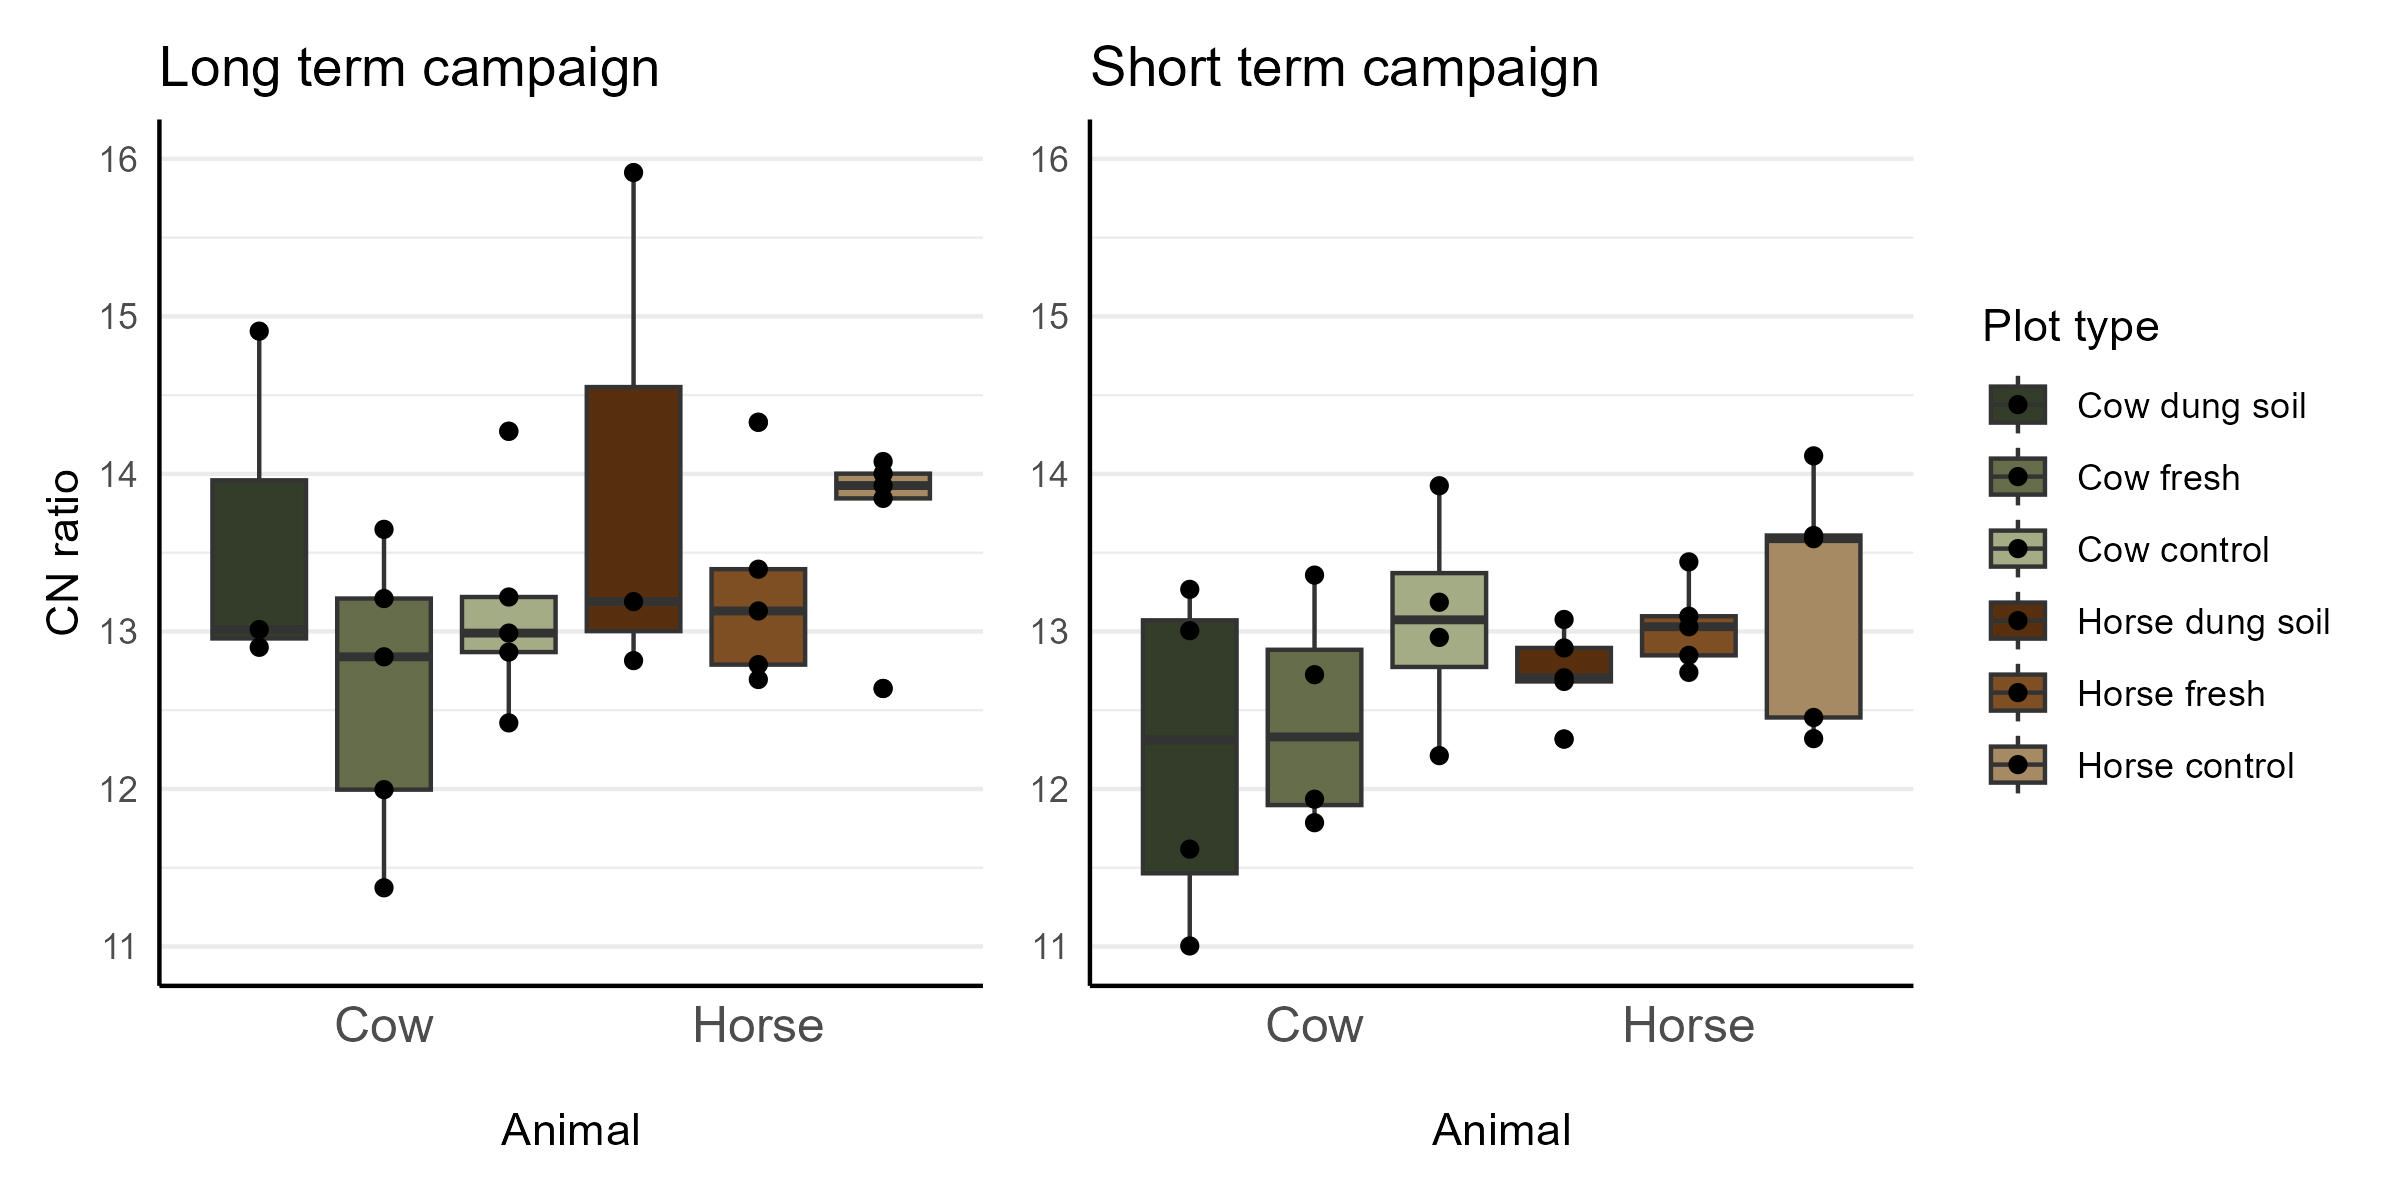 Long term campaign
Short term campaign
CN ratio
16
15
14
13
12
11
Cow
Horse
Animal
16
15
14
13
12
11
Cow
Horse
Animal
Plot type
Cow dung soil
Cow fresh
Cow control
Horse dung soil
Horse fresh
Horse control